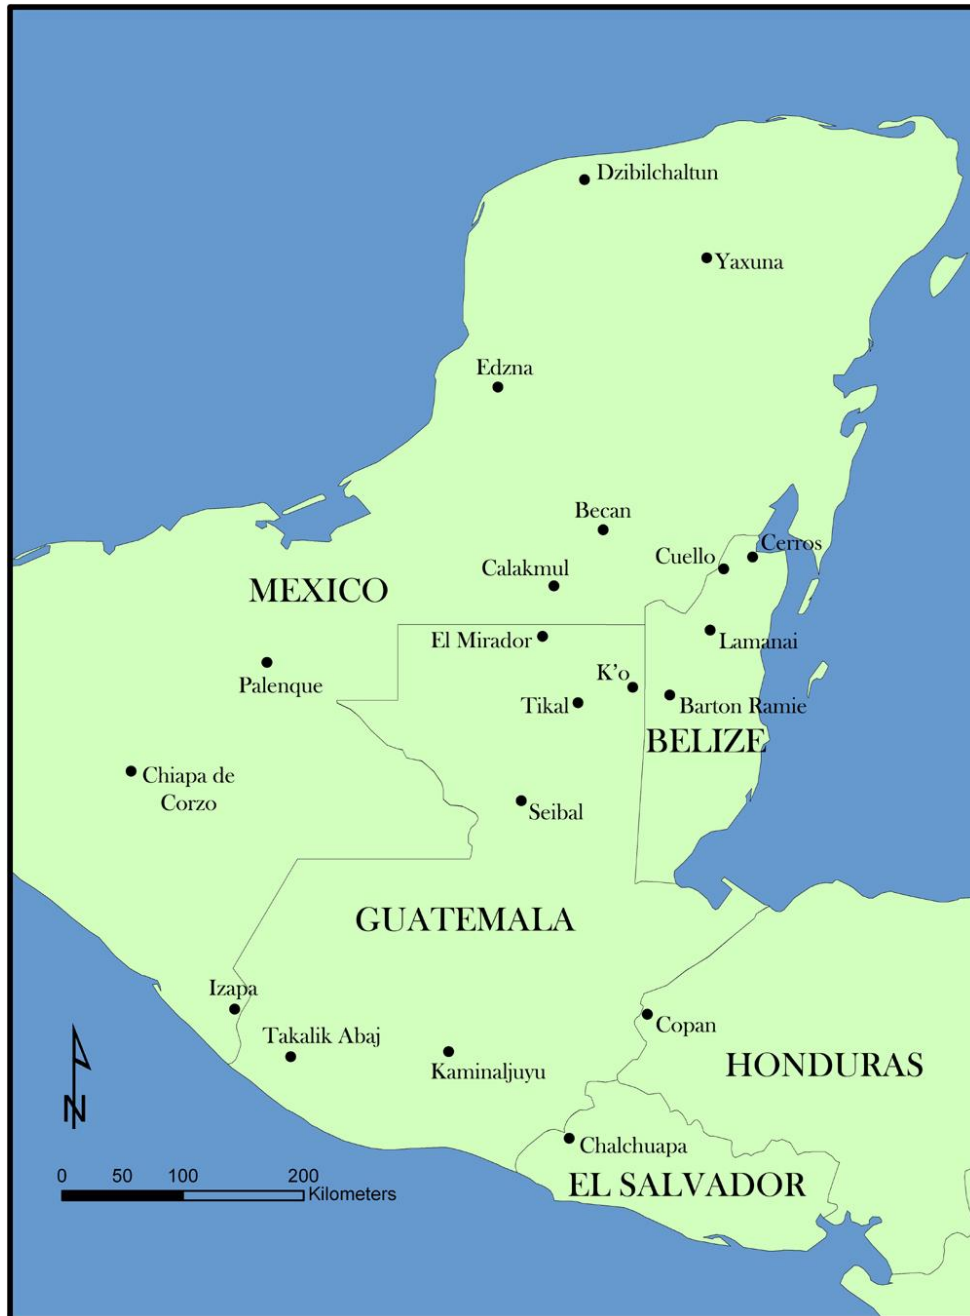 Dzibilchaltun
Yaxuna
Edzna
Becan
Cuello
Cerros
Calakmul
MEXICO
El Mirador
Lamanai
K’o
Palenque
Tikal
Barton Ramie
BELIZE
Chiapa de
Corzo
Seibal
GUATEMALA
Izapa
Takalik Abaj
Copan
Kaminaljuyu
HONDURAS
N
Chalchuapa
0 50 100 200
Kilometers
EL SALVADOR